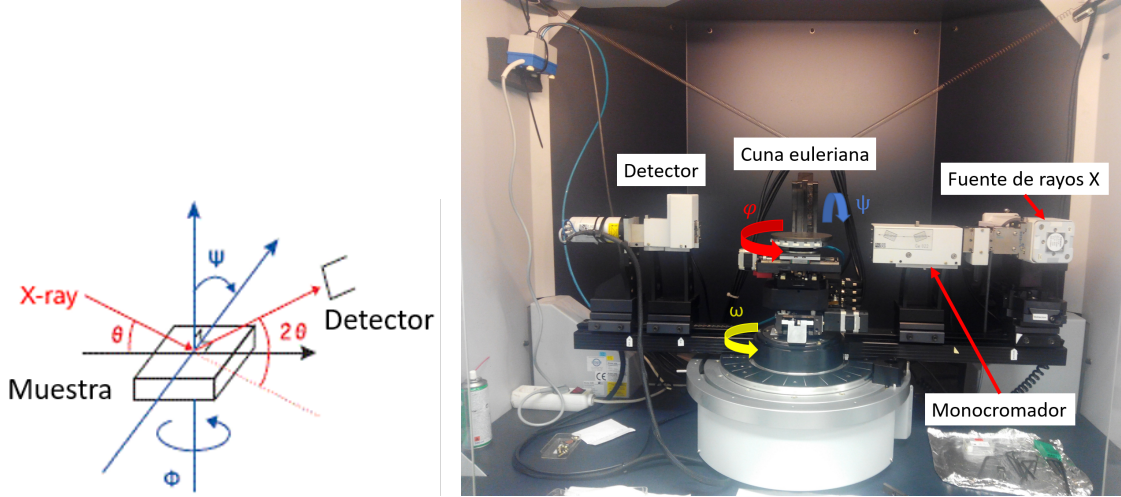 X-ray
θ
ψ
2θ
Detector
Muestra
Φ
Detector
Cuna euleriana
Fuente de rayos X
φ
ψ
ω
Monocromador